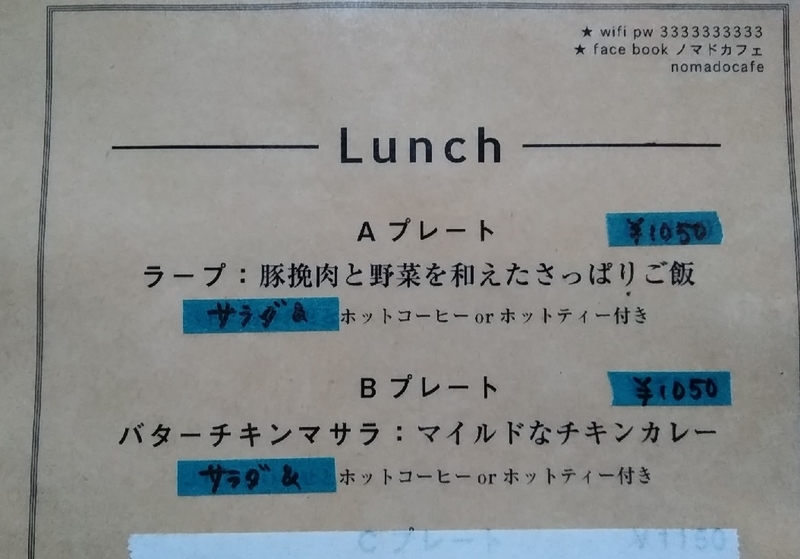 ★ wifi pw 3333333333
★ face book ノマドカフェ
nomadocafe
Lunch
A プレート ¥1050
ラープ：豚挽肉と野菜を和えたさっぱりご飯
サラダ& ホットコーヒー or ホットティー付き
B プレート ¥1050
バターチキンマサラ：マイルドなチキンカレー
サラダ& ホットコーヒー or ホットティー付き
C プレート